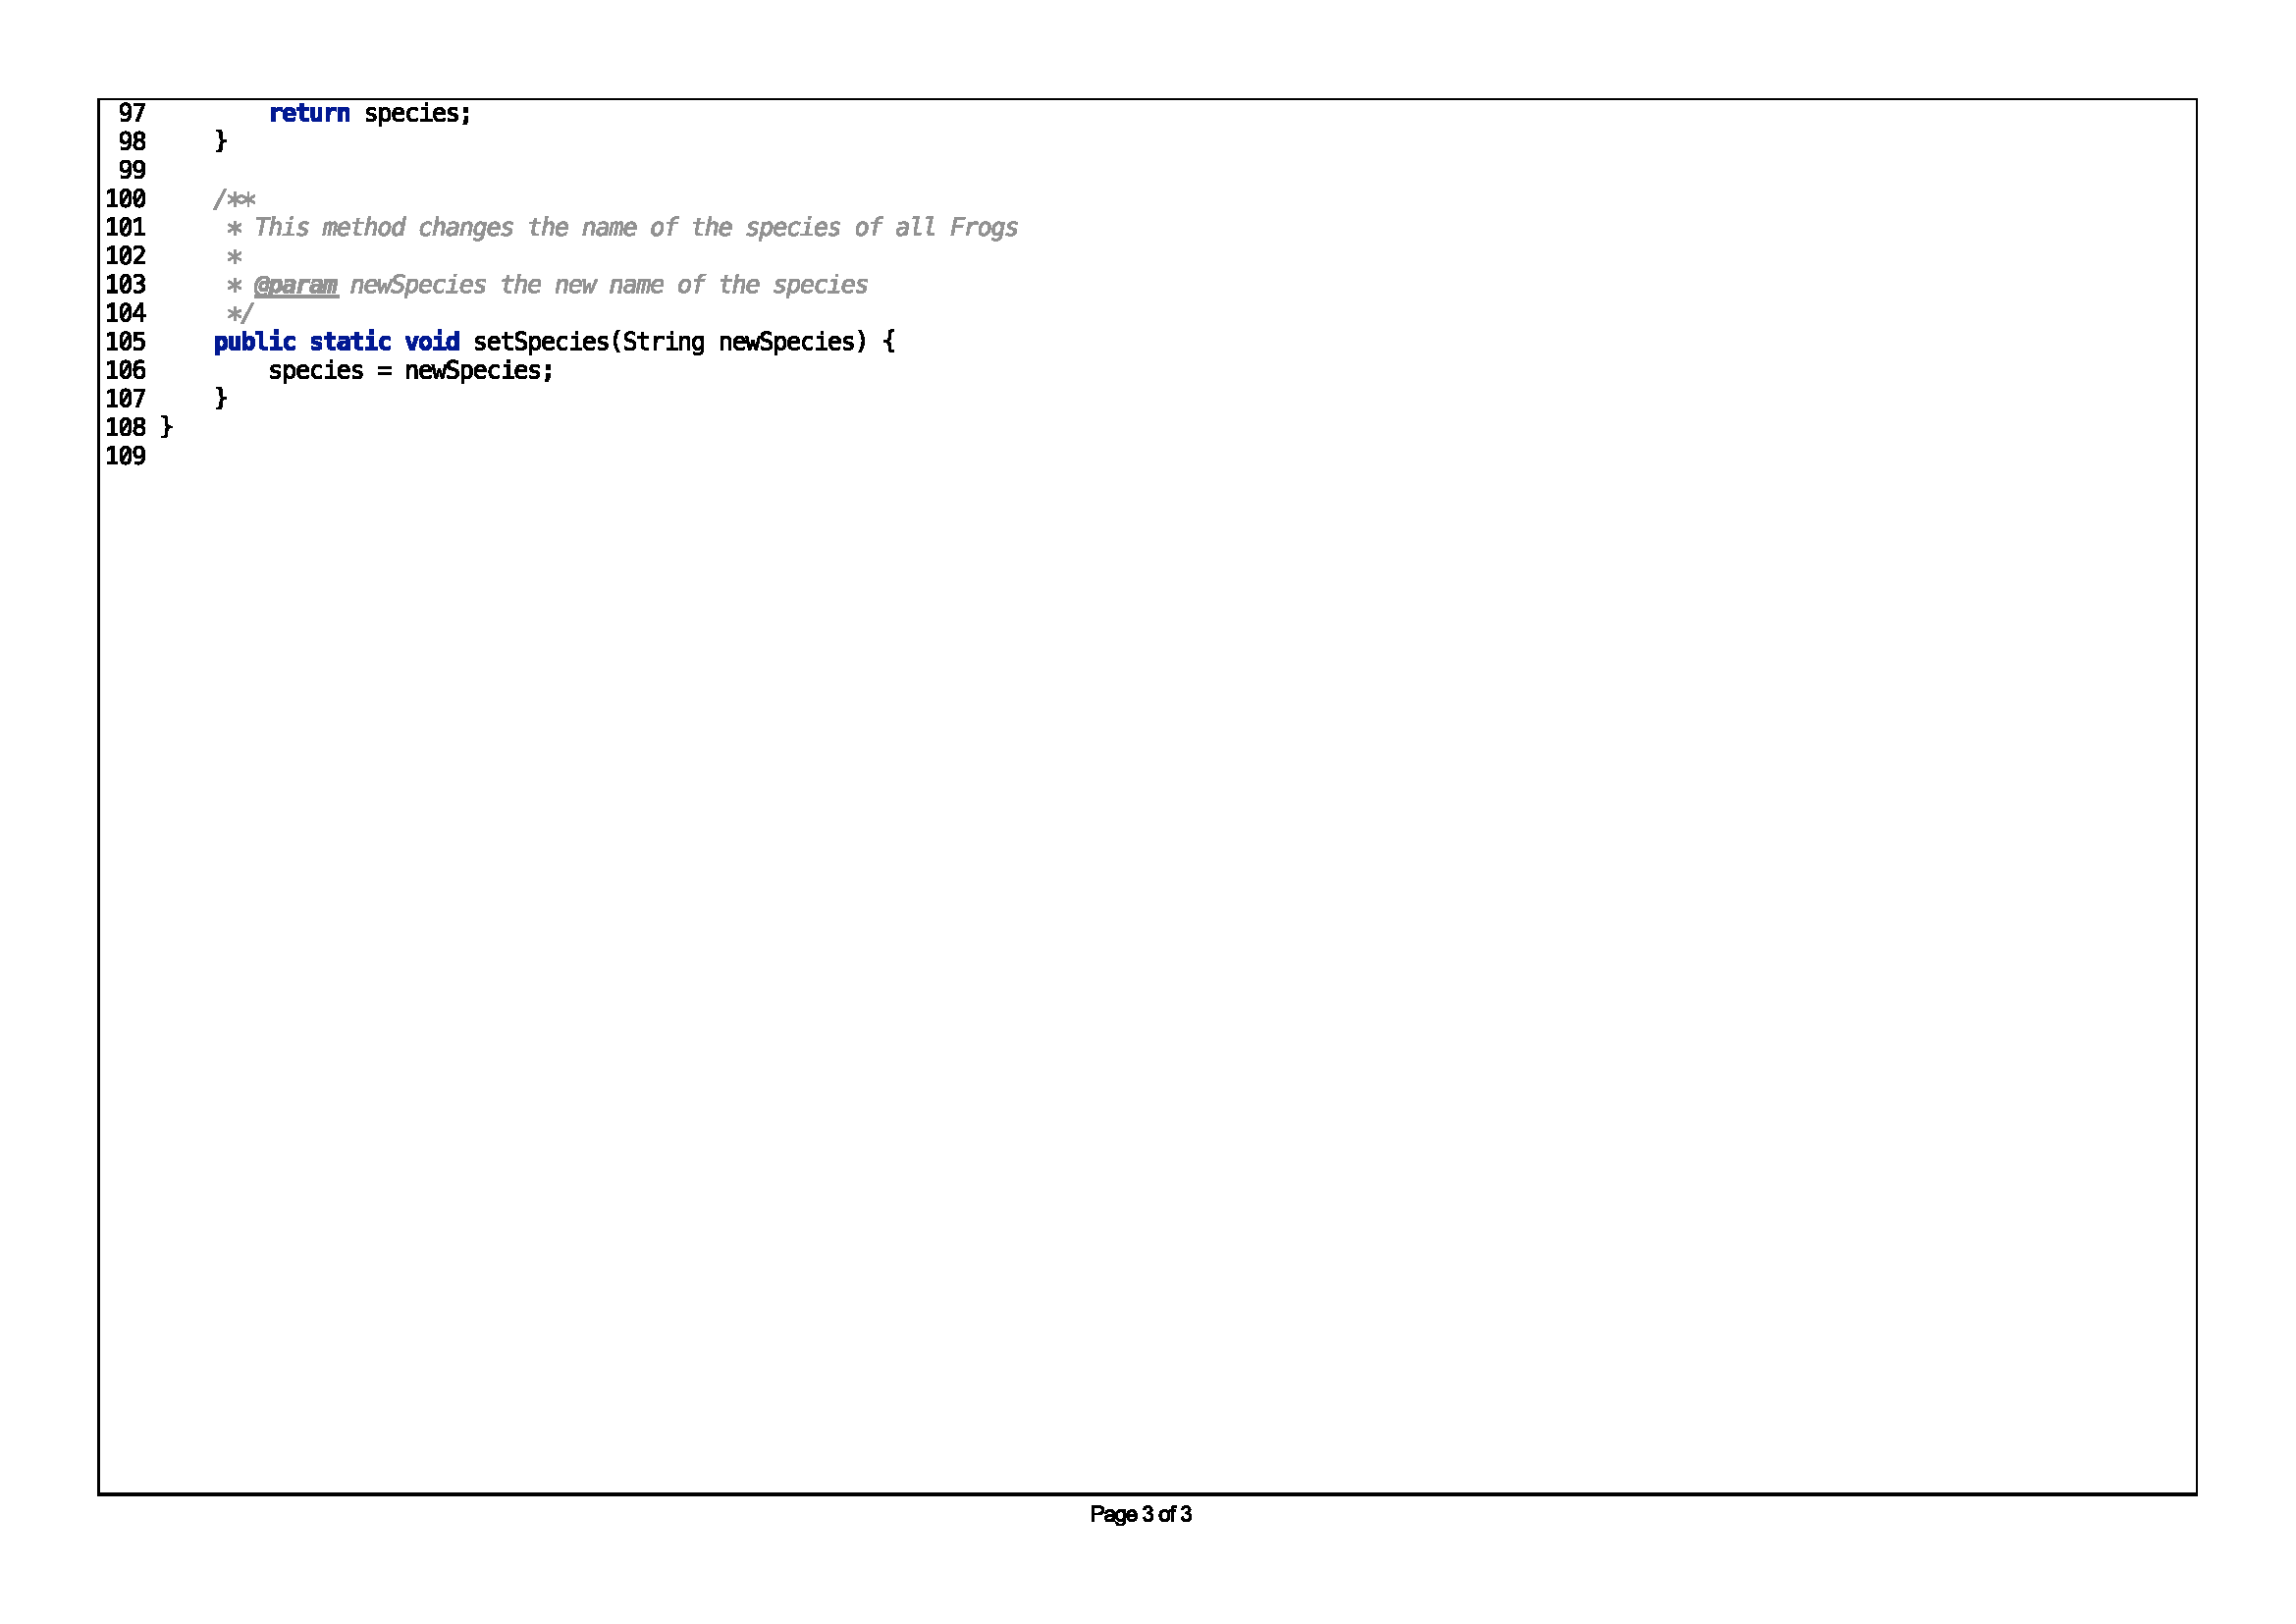 97         return species;
98     }
99
100     /**
101      * This method changes the name of the species of all Frogs
102      *
103      * @param newSpecies the new name of the species
104      */
105     public static void setSpecies(String newSpecies) {
106         species = newSpecies;
107     }
108 }
109
Page 3 of 3